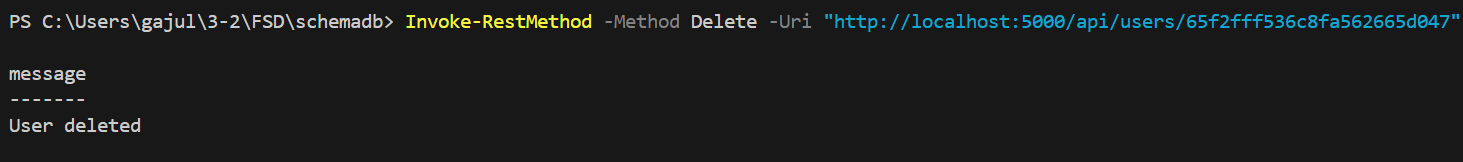 PS C:\Users\gajul\3-2\FSD\schemadb> Invoke-RestMethod -Method Delete -Uri "http://localhost:5000/api/users/65f2fff536c8fa562665d047"
message
-------
User deleted